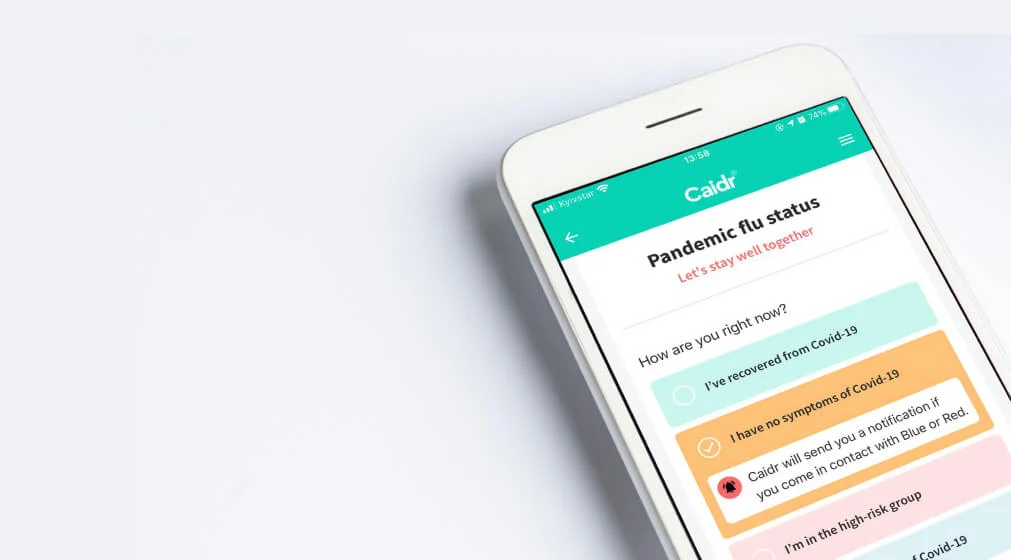 Kyivstar
13:58
74%
Caidr
Pandemic flu status
Let's stay well together
How are you right now?
I've recovered from Covid-19
I have no symptoms of Covid-19
Caidr will send you a notification if
you come in contact with Blue or Red.
I'm in the high-risk group
of Covid-19